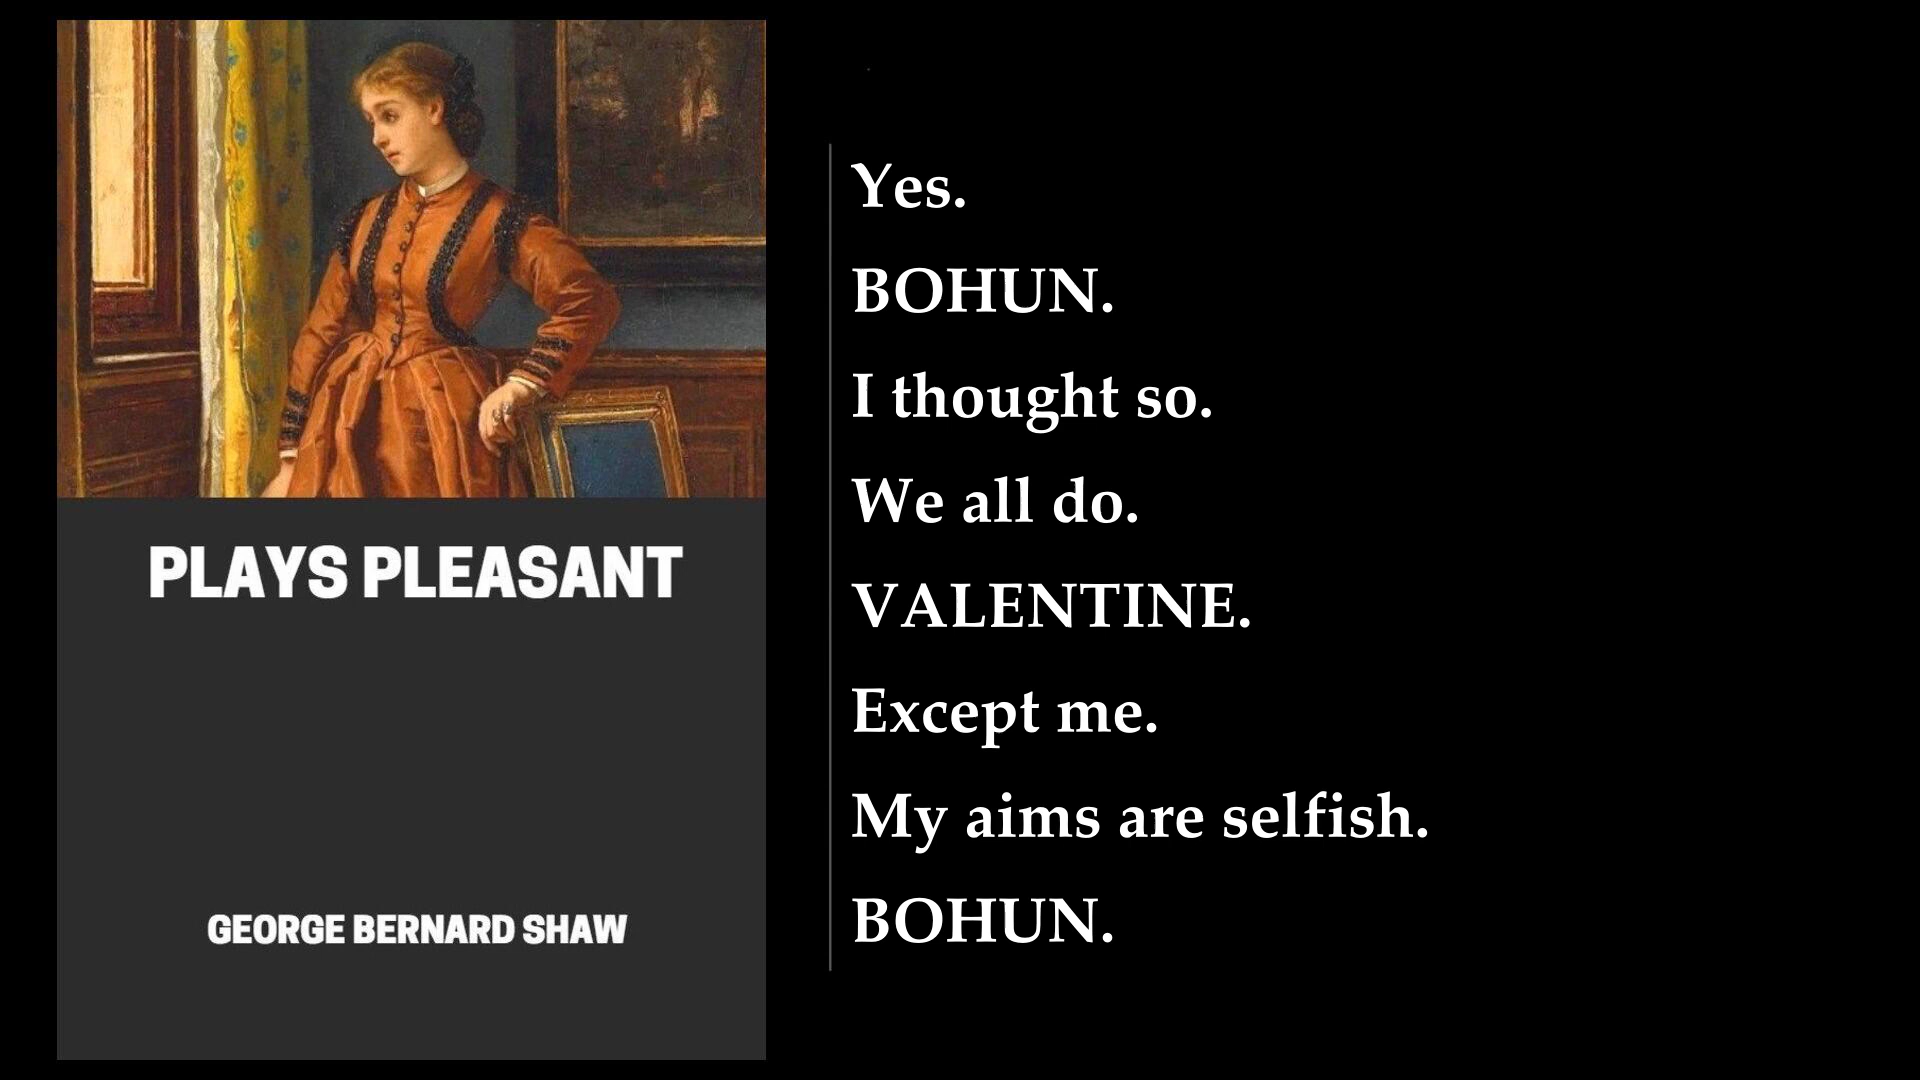 PLAYS PLEASANT
GEORGE BERNARD SHAW
Yes.
BOHUN.
I thought so.
We all do.
VALENTINE.
Except me.
My aims are selfish.
BOHUN.